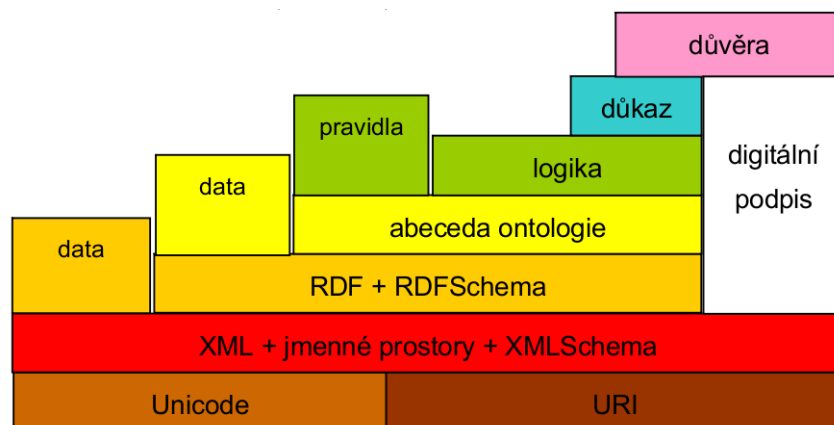 důvěra
důkaz
pravidla
digitální
podpis
logika
data
abeceda ontologie
data
RDF + RDFSchema
XML + jmenné prostory + XMLSchema
Unicode
URI